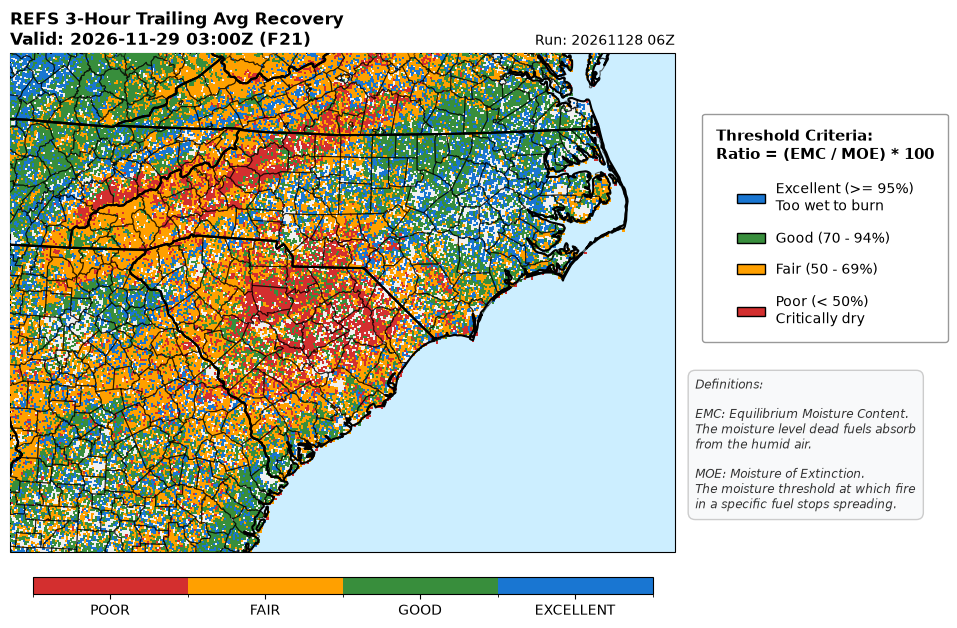 REFS 3-Hour Trailing Avg Recovery
Valid: 2026-11-29 03:00Z (F21)
Run: 20261128 06Z
Threshold Criteria:
Ratio = (EMC / MOE) * 100
Excellent (>= 95%)
Too wet to burn
Good (70 - 94%)
Fair (50 - 69%)
Poor (< 50%)
Critically dry
Definitions:
EMC: Equilibrium Moisture Content.
The moisture level dead fuels absorb
from the humid air.
MOE: Moisture of Extinction.
The moisture threshold at which fire
in a specific fuel stops spreading.
POOR
FAIR
GOOD
EXCELLENT